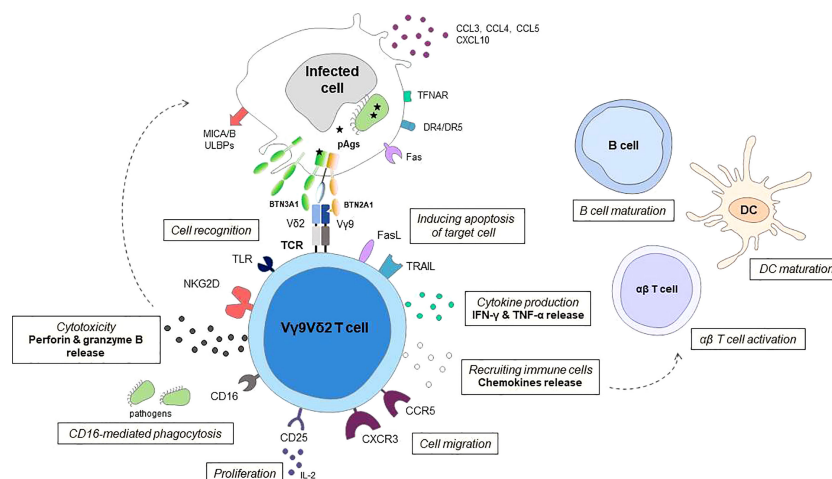 CCL3, CCL4, CCL5
CXCL10
Infected
cell
TFNAR
MICA/B
ULBPs
pAgs
DR4/DR5
Fas
BTN3A1
BTN2A1
Vδ2
Vγ9
TCR
Cell recognition
Inducing apoptosis
of target cell
FasL
TLR
TRAIL
NKG2D
Vγ9Vδ2 T cell
Cytokine production
IFN-γ & TNF-α release
Cytotoxicity
Perforin & granzyme B
release
Recruiting immune cells
Chemokines release
CD16
CCR5
pathogens
CD16-mediated phagocytosis
CD25
CXCR3
Cell migration
Proliferation
IL-2
B cell
B cell maturation
DC
DC maturation
αβ T cell
αβ T cell activation